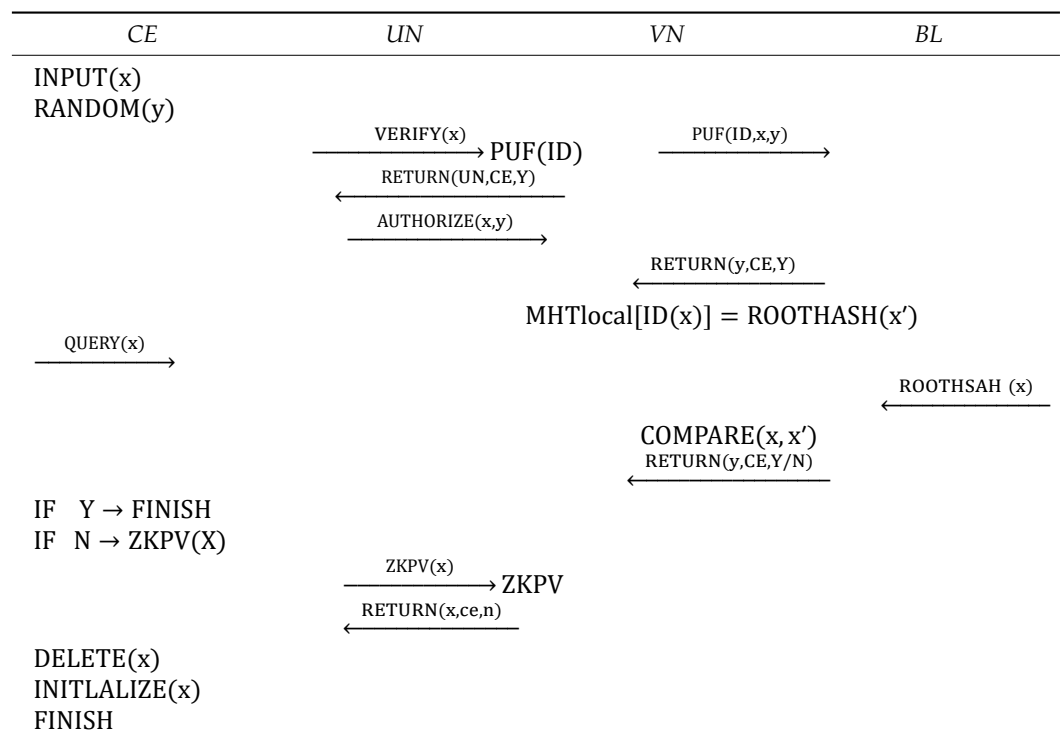 CE UN VN BL
INPUT(x)
RANDOM(y)
VERIFY(x) PUF(ID) PUF(ID,x,y)
RETURN(UN,CE,Y)
AUTHORIZE(x,y)
RETURN(y,CE,Y)
MHTlocal[ID(x)] = ROOTHASH(x′)
QUERY(x)
ROOTHSAH (x)
COMPARE(x, x′)
RETURN(y,CE,Y/N)
IF Y → FINISH
IF N → ZKPV(X)
ZKPV(x) ZKPV
RETURN(x,ce,n)
DELETE(x)
INITLALIZE(x)
FINISH